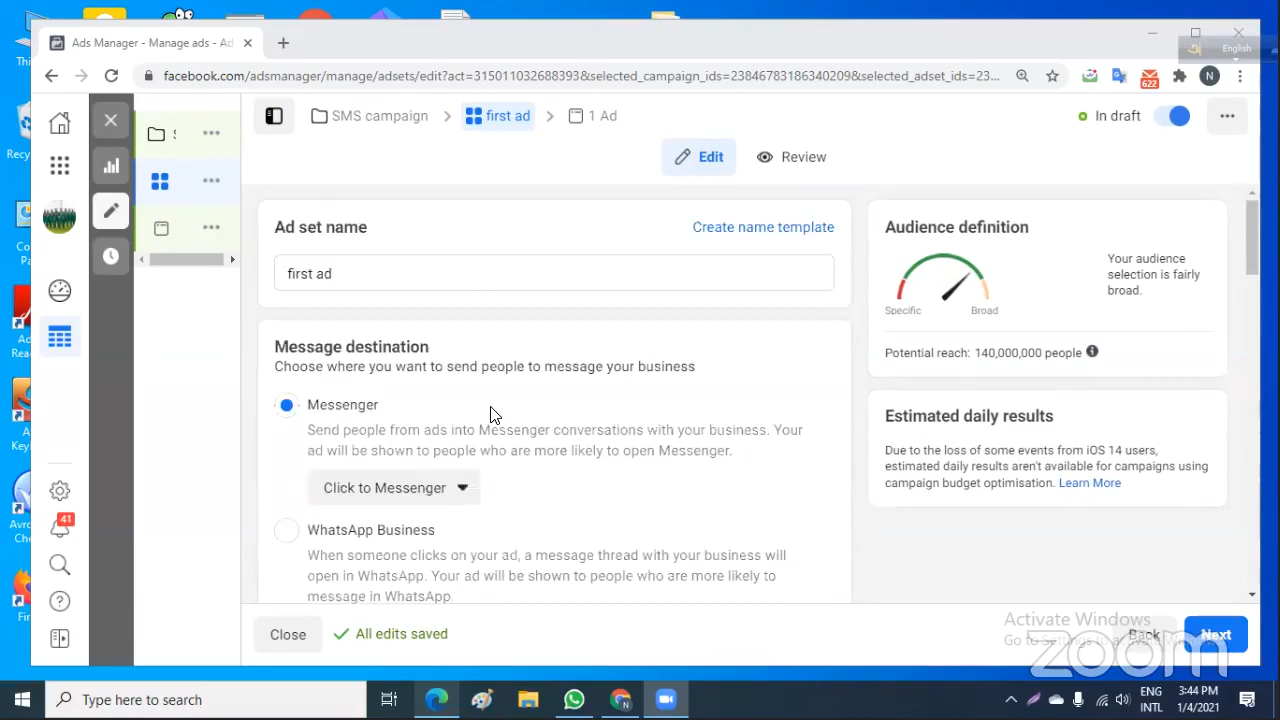 Ads Manager - Manage ads - Ad
English
facebook.com/adsmanager/manage/adsets/edit?act=315011032688393&selected_campaign_ids=23846783186340209&selected_adset_ids=23...
622
N
SMS campaign
first ad
1 Ad
In draft
Edit
Review
Ad set name
Create name template
first ad
Audience definition
Your audience
selection is fairly
broad.
Specific
Broad
Potential reach: 140,000,000 people
Message destination
Choose where you want to send people to message your business
Messenger
Send people from ads into Messenger conversations with your business. Your
ad will be shown to people who are more likely to open Messenger.
Click to Messenger
Estimated daily results
Due to the loss of some events from iOS 14 users,
estimated daily results aren't available for campaigns using
campaign budget optimisation. Learn More
WhatsApp Business
When someone clicks on your ad, a message thread with your business will
open in WhatsApp. Your ad will be shown to people who are more likely to
message in WhatsApp.
41
Close
All edits saved
Activate Windows
Go to Settings to
Back
Next
zoom
Type here to search
ENG
INTL
3:44 PM
1/4/2021